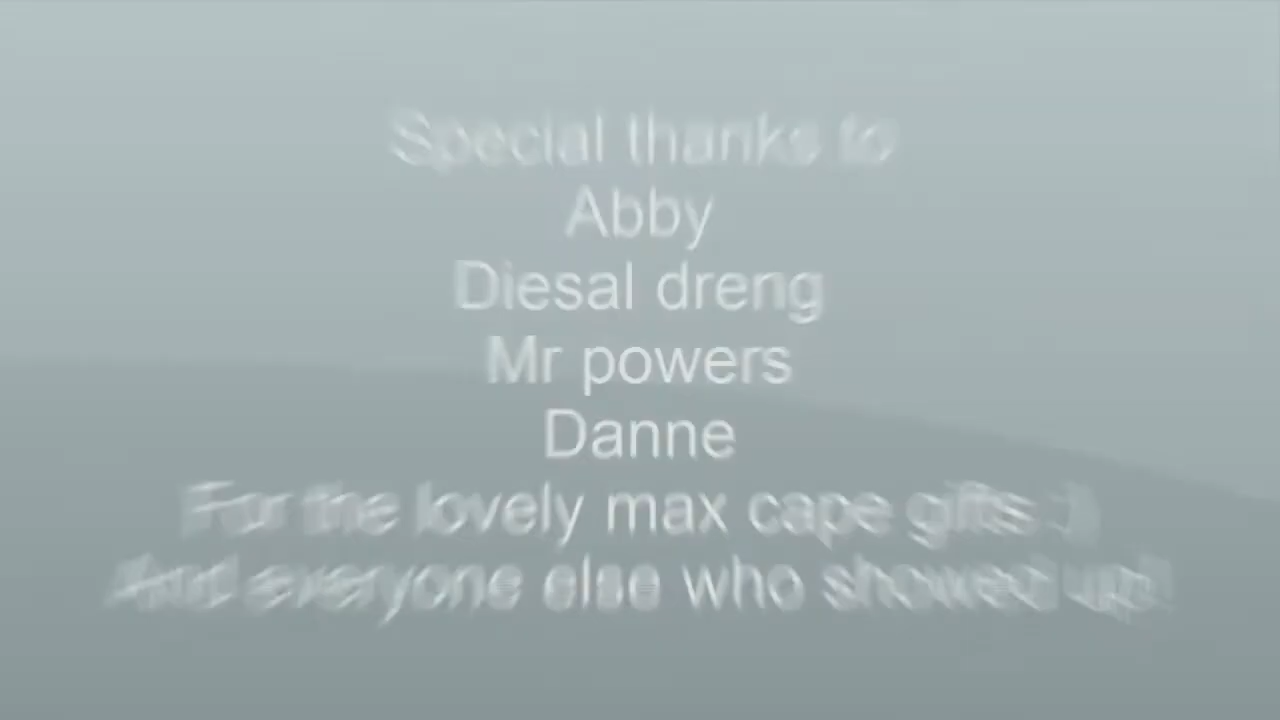 Special thanks to
Abby
Diesal dreng
Mr powers
Danne
For the lovely max cape gifts :)
And everyone else who showed up!!